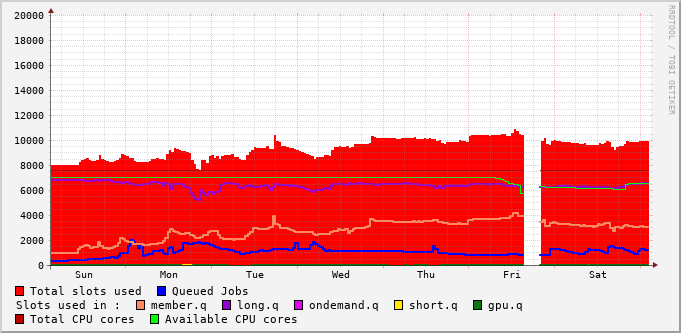 20000
18000
16000
14000
12000
10000
8000
6000
4000
2000
0
Sun Mon Tue Wed Thu Fri Sat
RRDTOOL / TOBI OETIKER
Total slots used Queued Jobs
Slots used in : member.q long.q ondemand.q short.q gpu.q
Total CPU cores Available CPU cores